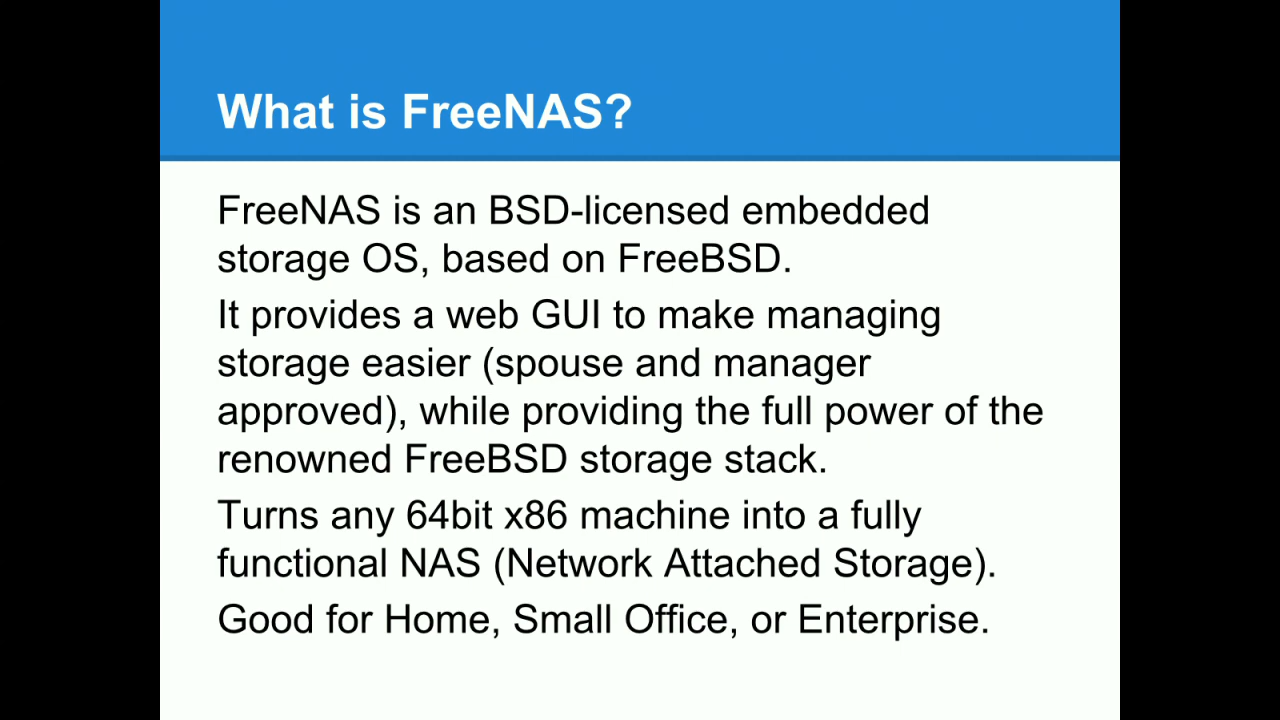 What is FreeNAS?
FreeNAS is an BSD-licensed embedded
storage OS, based on FreeBSD.
It provides a web GUI to make managing
storage easier (spouse and manager
approved), while providing the full power of the
renowned FreeBSD storage stack.
Turns any 64bit x86 machine into a fully
functional NAS (Network Attached Storage).
Good for Home, Small Office, or Enterprise.